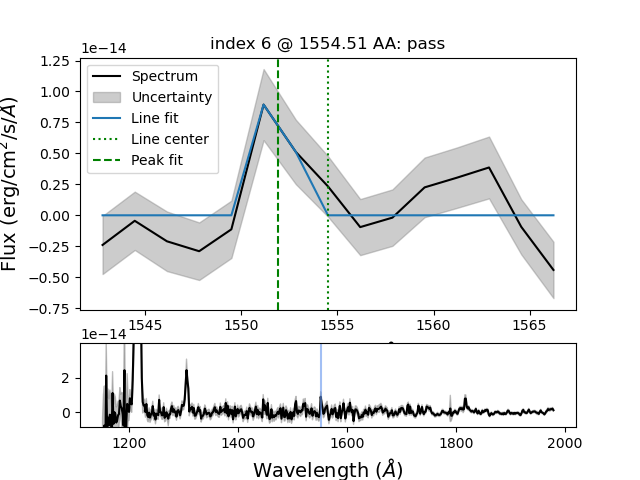 index 6 @ 1554.51 AA: pass
1e−14
Spectrum
Uncertainty
Line fit
Line center
Peak fit
Flux (erg/cm²/s/Å)
1.25
1.00
0.75
0.50
0.25
0.00
−0.25
−0.50
−0.75
1545 1550 1555 1560 1565
1e−14
2
0
1200 1400 1600 1800 2000
Wavelength (Å)